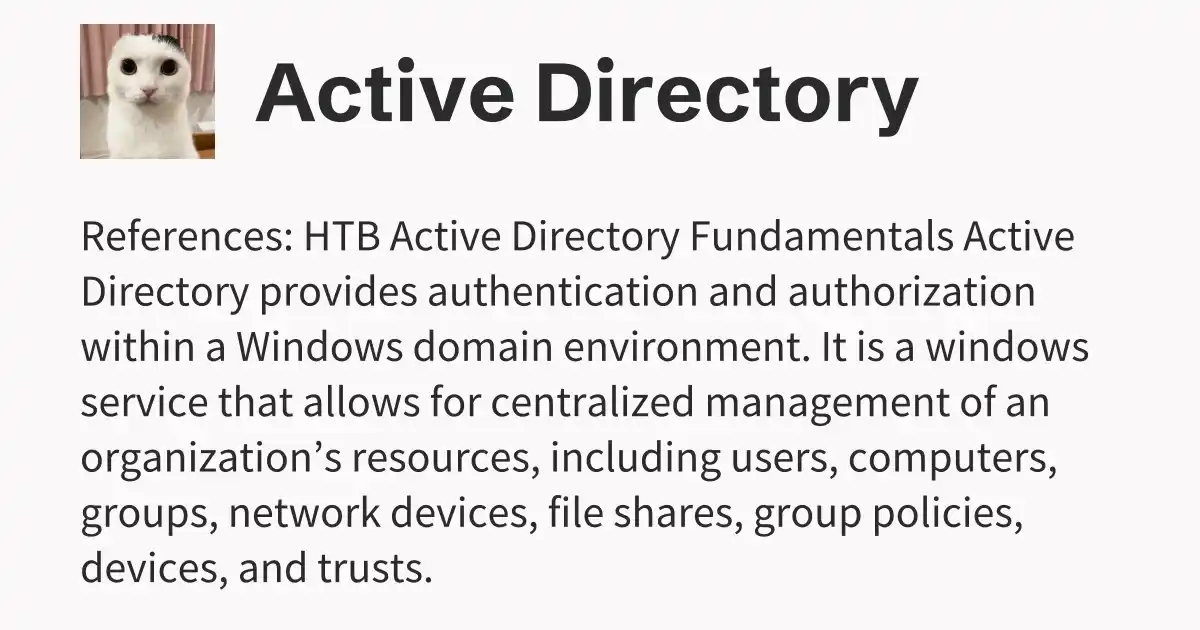 Active Directory
References: HTB Active Directory Fundamentals Active
Directory provides authentication and authorization
within a Windows domain environment. It is a windows
service that allows for centralized management of an
organization’s resources, including users, computers,
groups, network devices, file shares, group policies,
devices, and trusts.